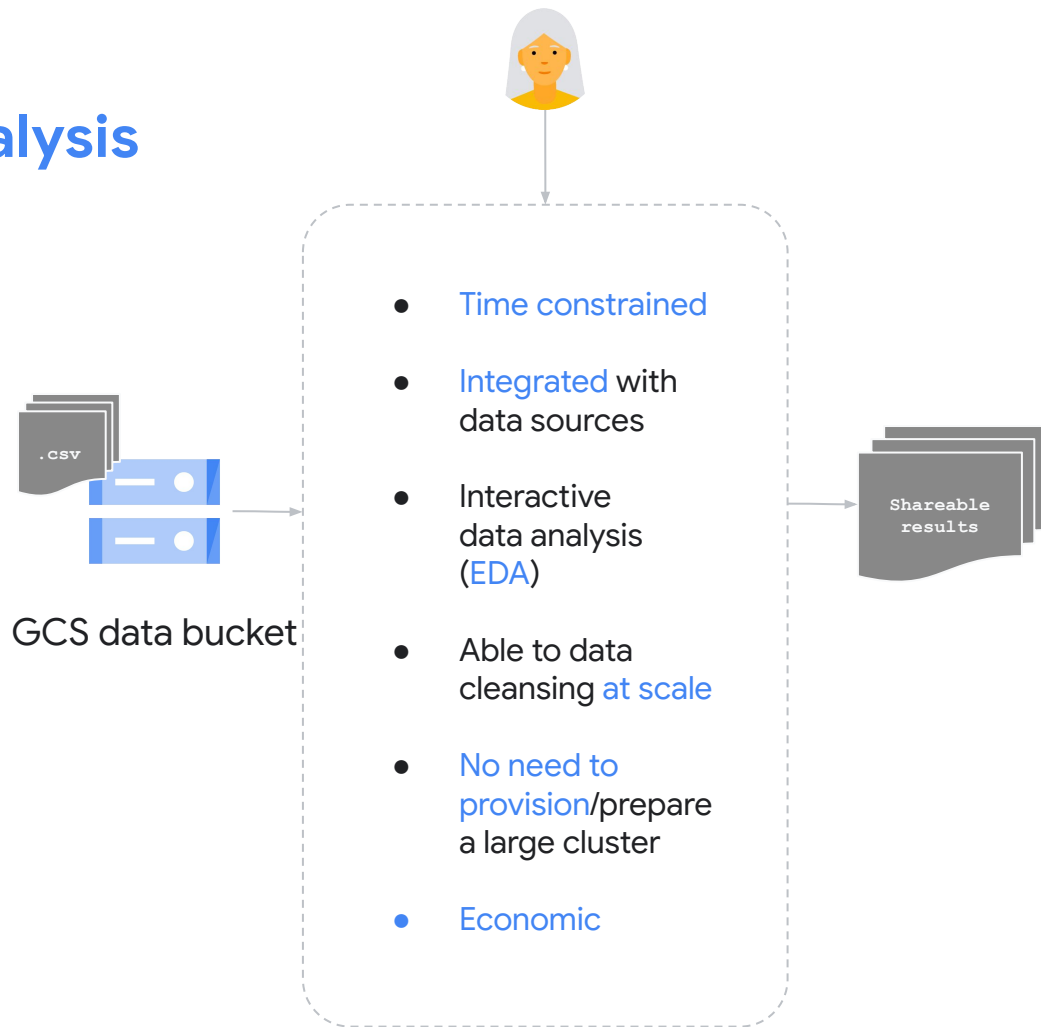 alysis
● Time constrained
● Integrated with
data sources
● Interactive
data analysis
(EDA)
● Able to data
cleansing at scale
● No need to
provision/prepare
a large cluster
● Economic
.csv
GCS data bucket
Shareable
results